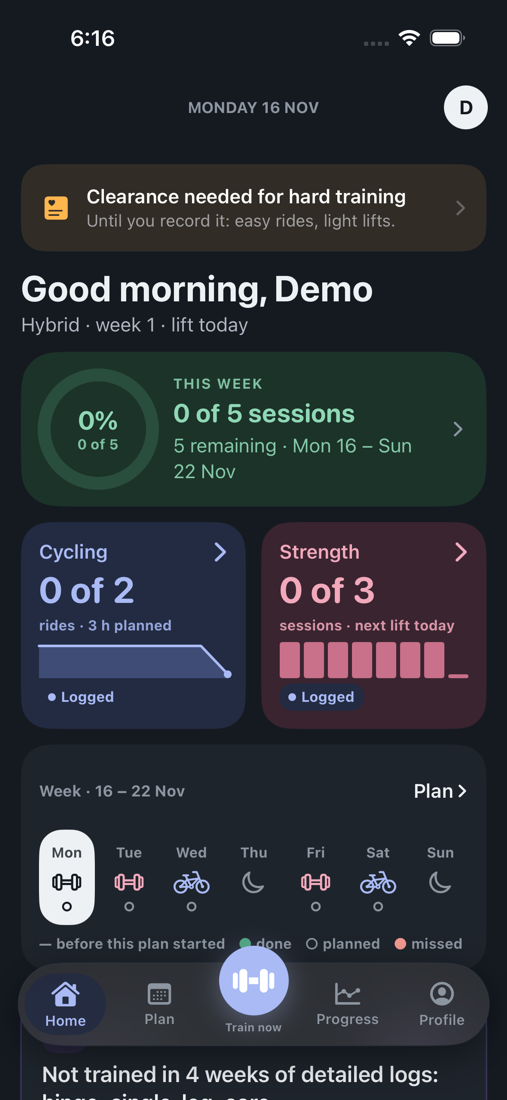 6:16
MONDAY 16 NOV
D
Clearance needed for hard training
Until you record it: easy rides, light lifts.
Good morning, Demo
Hybrid · week 1 · lift today
0%
0 of 5
THIS WEEK
0 of 5 sessions
5 remaining · Mon 16 – Sun
22 Nov
Cycling
0 of 2
rides · 3 h planned
Logged
Strength
0 of 3
sessions · next lift today
Logged
Week · 16 – 22 Nov
Plan
Mon Tue Wed Thu Fri Sat Sun
— before this plan started done planned missed
Home
Plan
Train now
Progress
Profile
Not trained in 4 weeks of detailed logs: